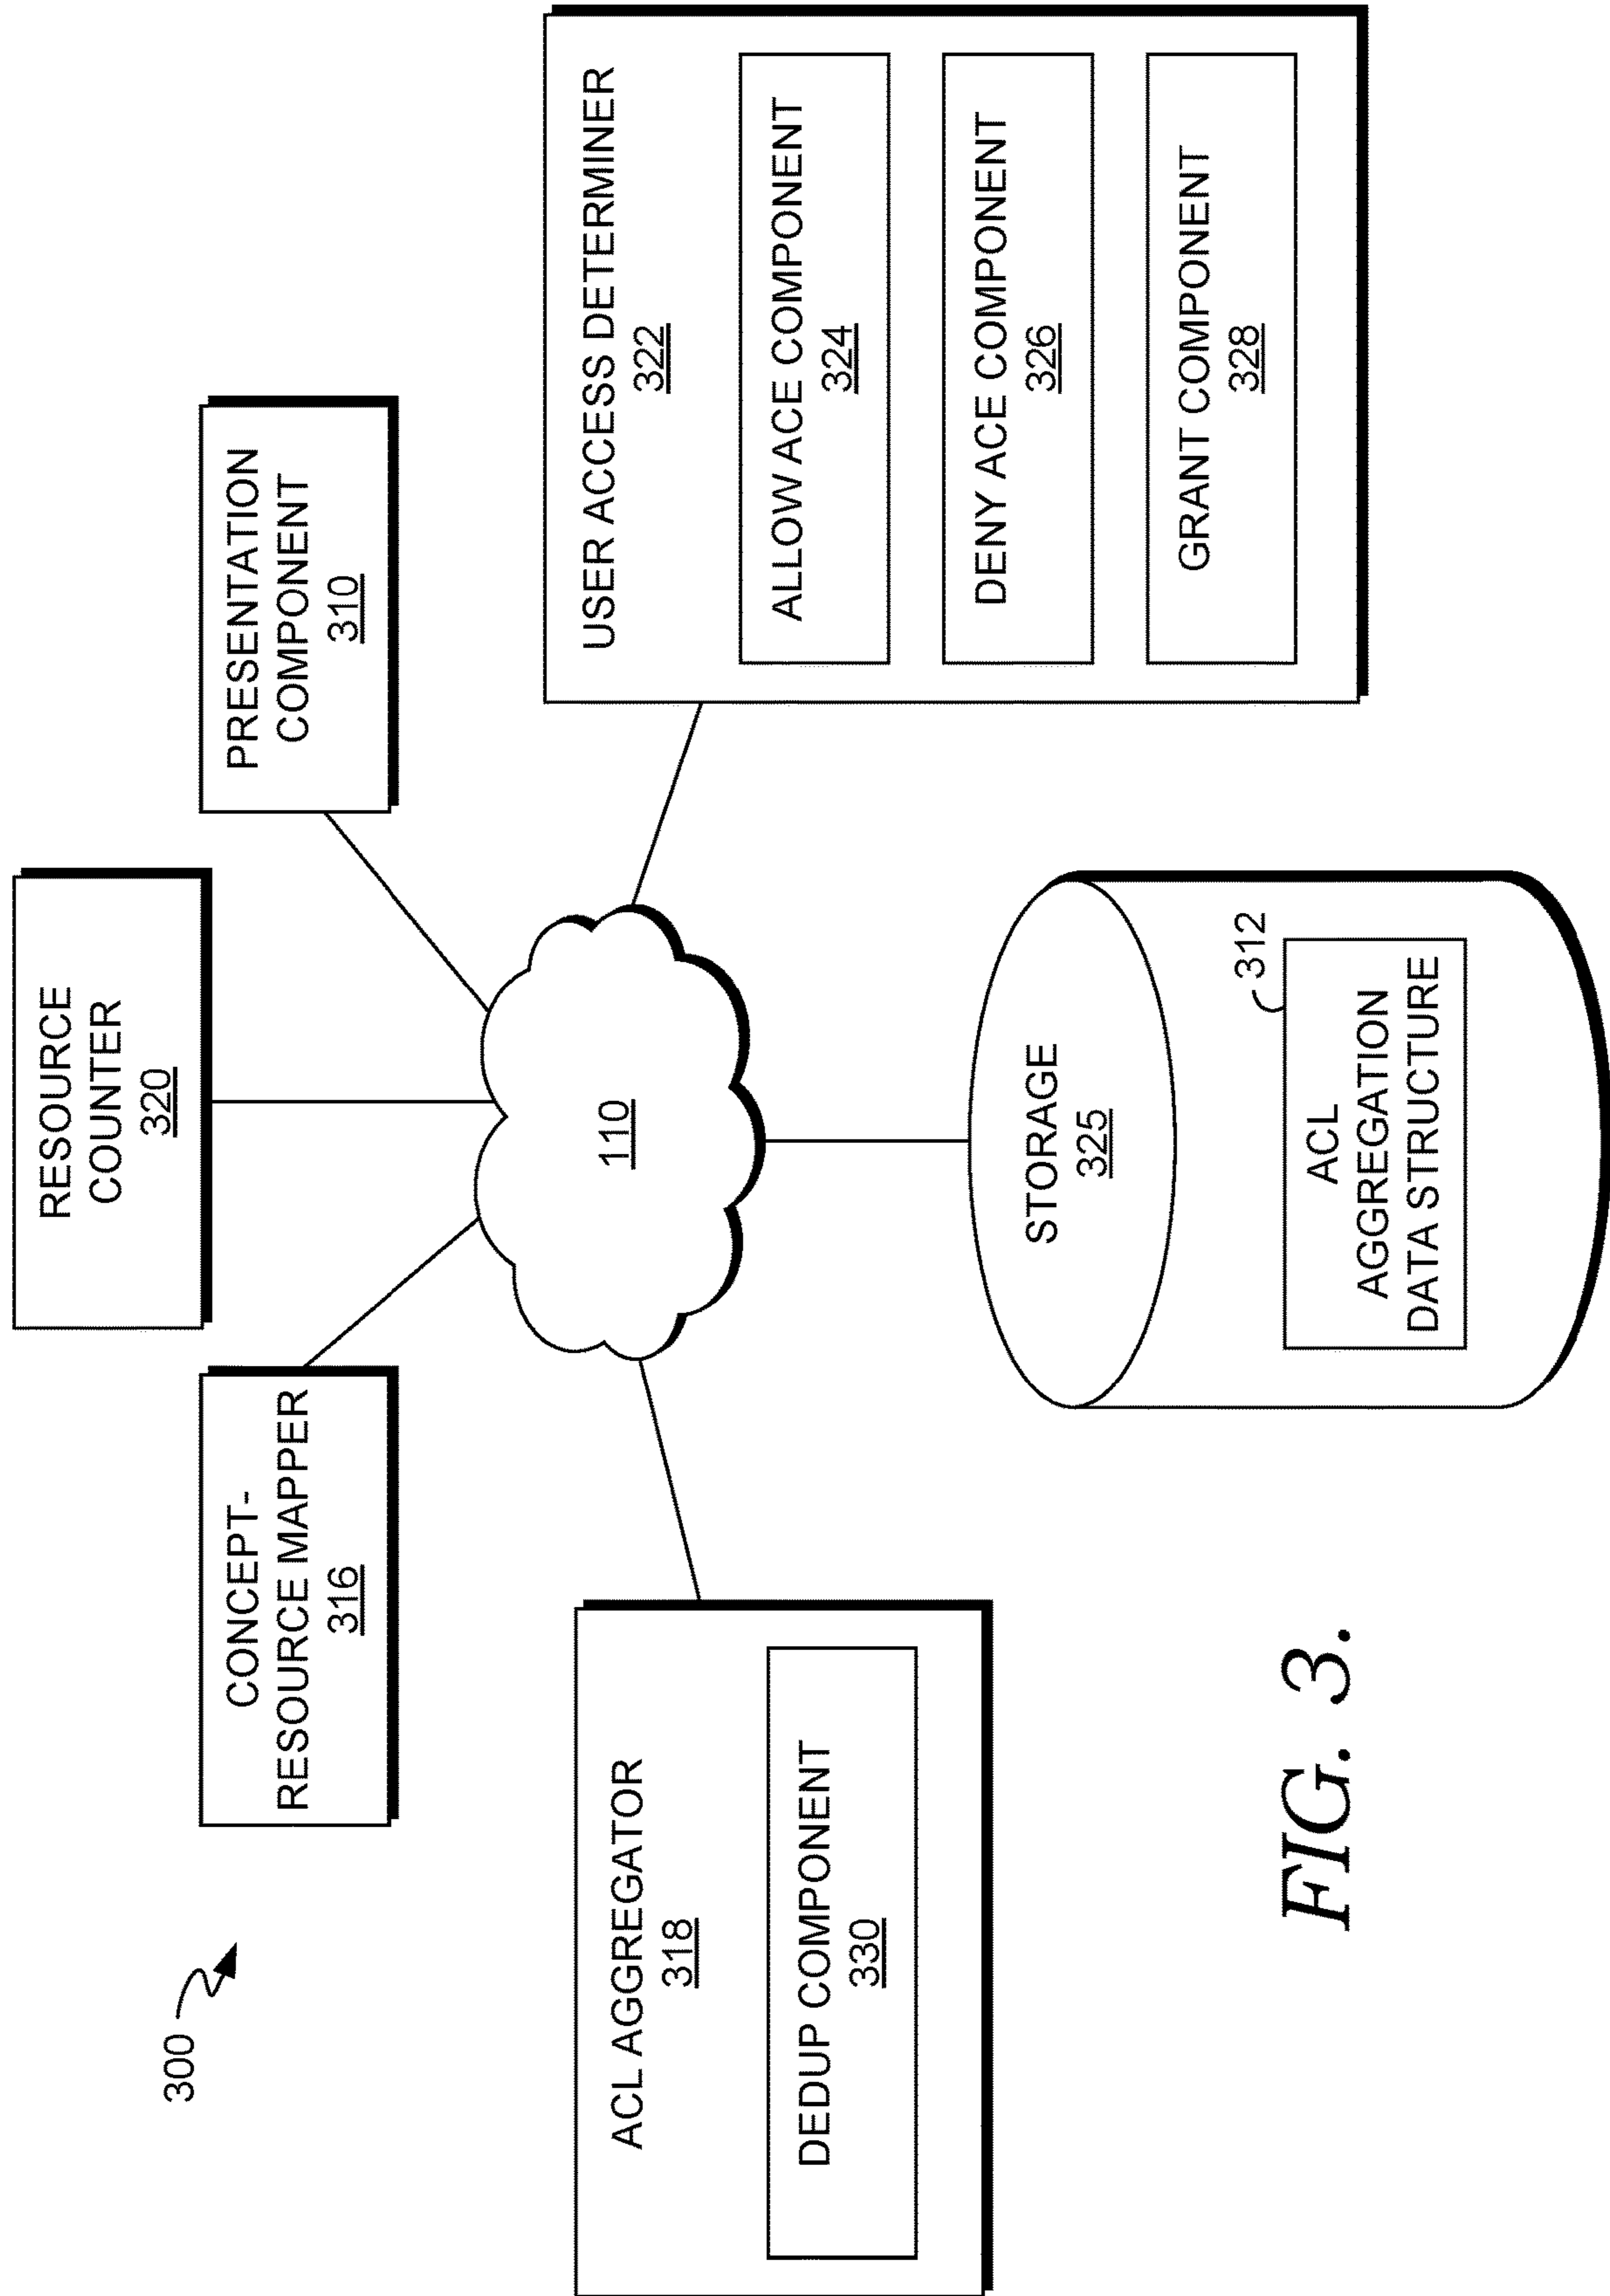 300
RESOURCE
COUNTER
320
CONCEPT-
RESOURCE MAPPER
316
PRESENTATION
COMPONENT
310
ACL AGGREGATOR
318
DEDUP COMPONENT
330
110
USER ACCESS DETERMINER
322
ALLOW ACE COMPONENT
324
DENY ACE COMPONENT
326
GRANT COMPONENT
328
STORAGE
325
312
ACL
AGGREGATION
DATA STRUCTURE
FIG. 3.